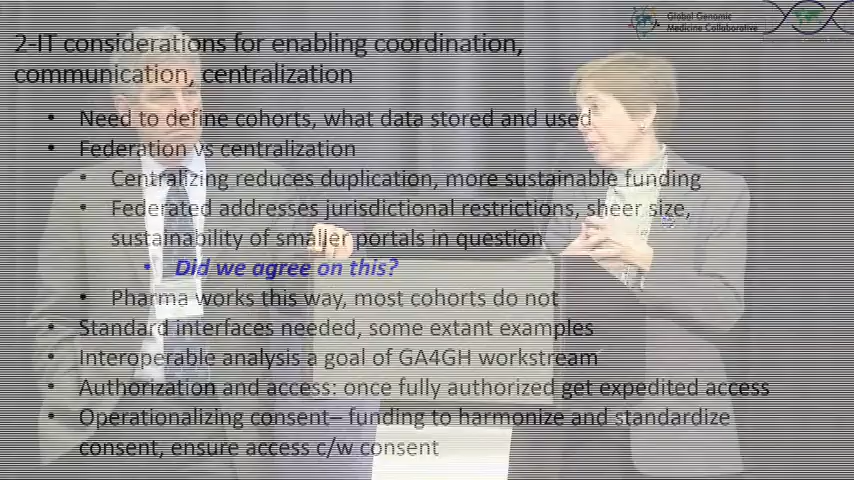 Global Genomic
Medicine Collaborative
2-IT considerations for enabling coordination,
communication, centralization
• Need to define cohorts, what data stored and used
• Federation vs centralization
• Centralizing reduces duplication, more sustainable funding
• Federated addresses jurisdictional restrictions, sheer size,
sustainability of smaller portals in question
• Did we agree on this?
• Pharma works this way, most cohorts do not
• Standard interfaces needed, some extant examples
• Interoperable analysis a goal of GA4GH workstream
• Authorization and access: once fully authorized get expedited access
• Operationalizing consent– funding to harmonize and standardize
consent, ensure access c/w consent